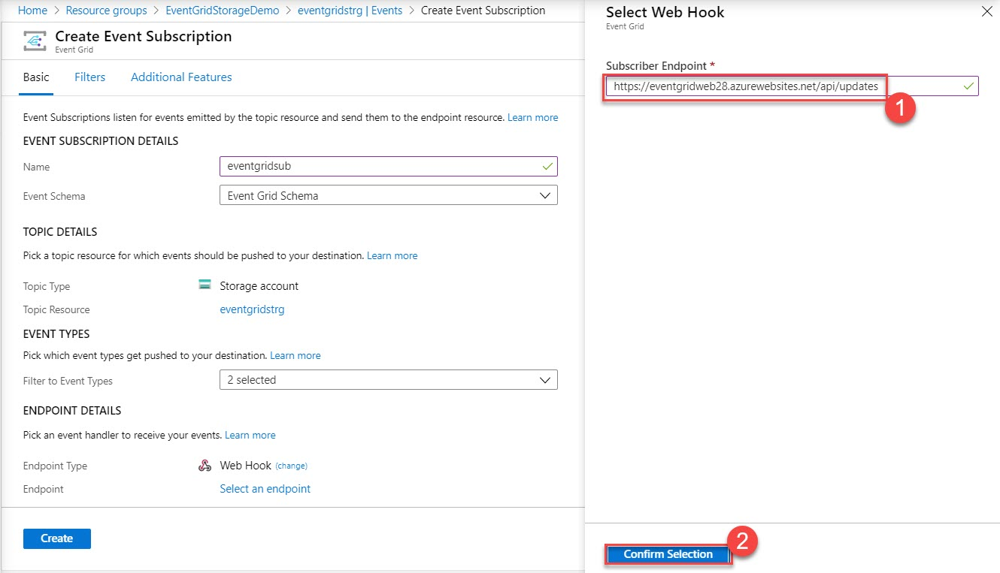 Home > Resource groups > EventGridStorageDemo > eventgridstrg | Events > Create Event Subscription
Create Event Subscription
Event Grid
Basic Filters Additional Features
Event Subscriptions listen for events emitted by the topic resource and send them to the endpoint resource. Learn more
EVENT SUBSCRIPTION DETAILS
Name eventgridsub
Event Schema Event Grid Schema
TOPIC DETAILS
Pick a topic resource for which events should be pushed to your destination. Learn more
Topic Type Storage account
Topic Resource eventgridstrg
EVENT TYPES
Pick which event types get pushed to your destination. Learn more
Filter to Event Types 2 selected
ENDPOINT DETAILS
Pick an event handler to receive your events. Learn more
Endpoint Type Web Hook (change)
Endpoint Select an endpoint
Create
Select Web Hook
Event Grid
Subscriber Endpoint *
https://eventgridweb28.azurewebsites.net/api/updates
1
Confirm Selection
2